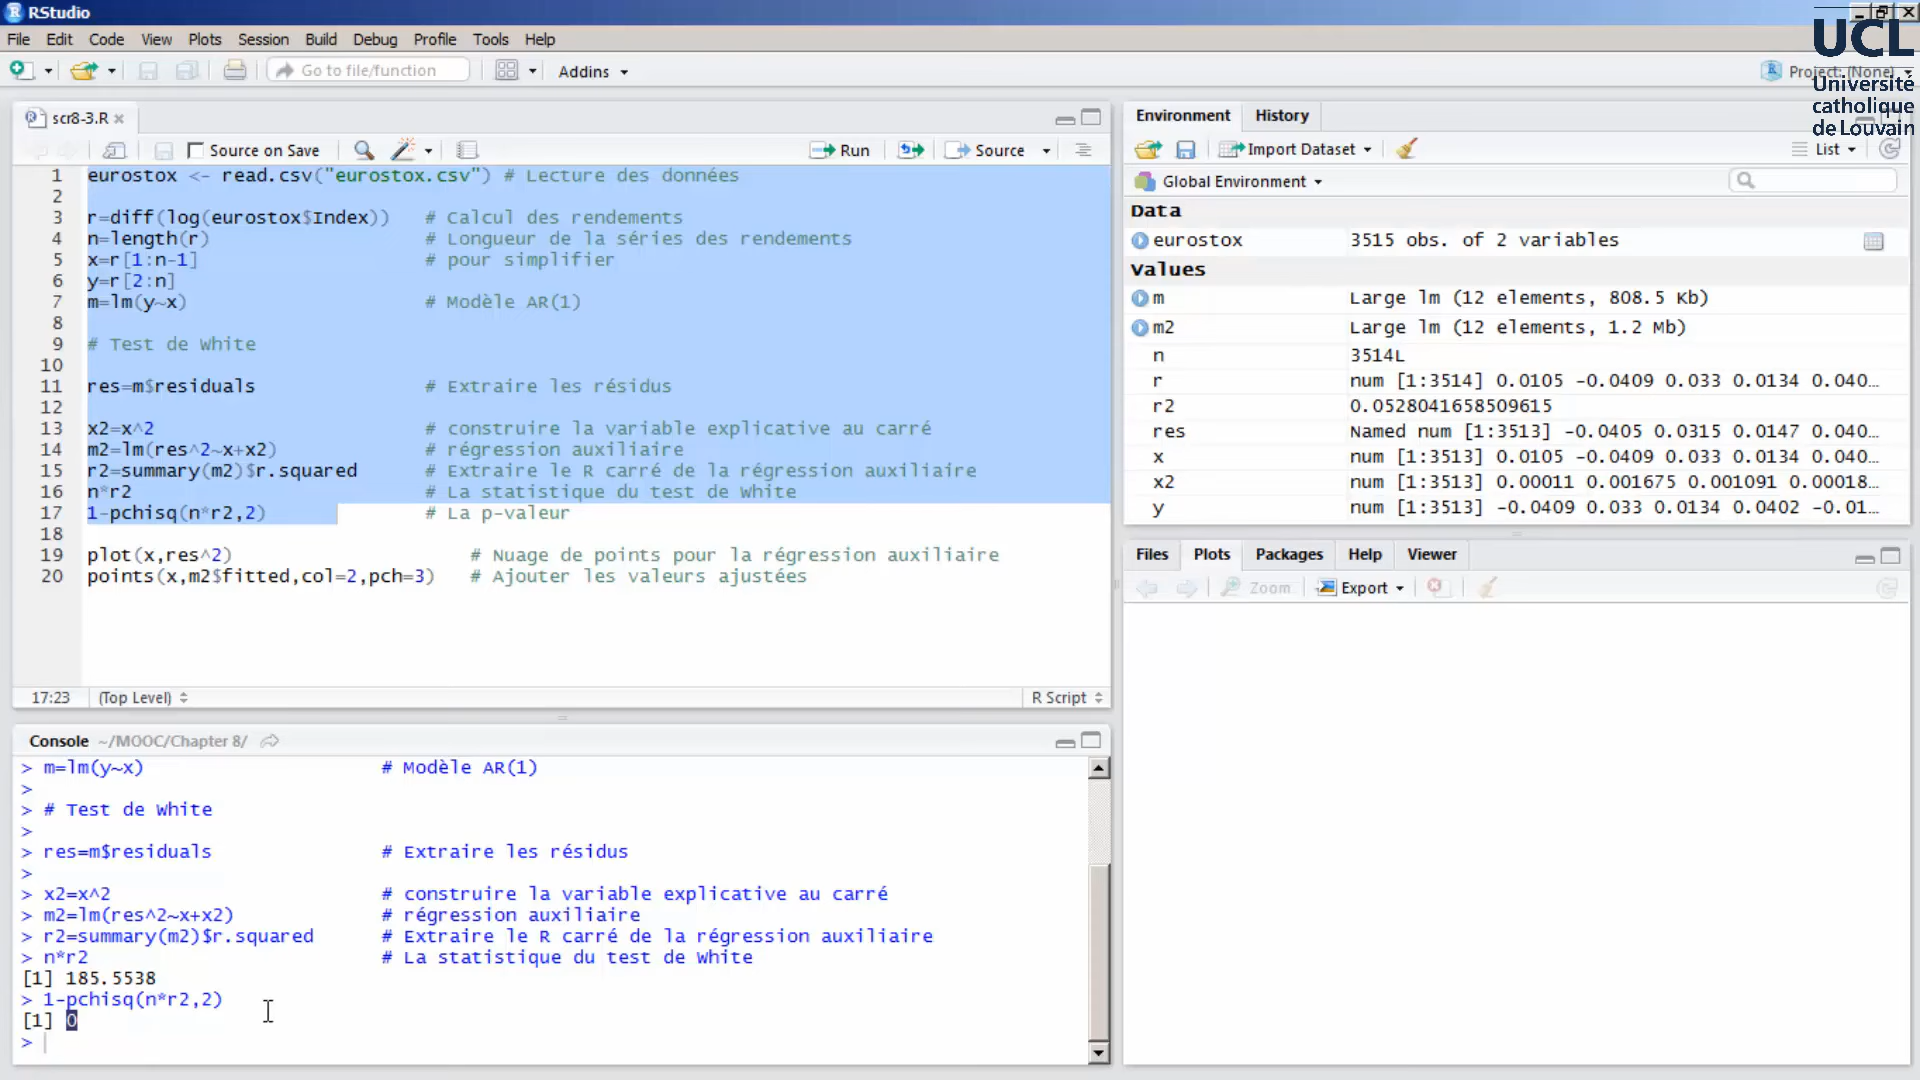 RStudio
File Edit Code View Plots Session Build Debug Profile Tools Help
Go to file/function Addins Project: (None)
UCL
Université
catholique
de Louvain
scr8-3.R
Source on Save Run Source
1 eurostox <- read.csv("eurostox.csv") # Lecture des données
2
3 r=diff(log(eurostox$Index)) # Calcul des rendements
4 n=length(r) # Longueur de la séries des rendements
5 x=r[1:n-1] # pour simplifier
6 y=r[2:n]
7 m=lm(y~x) # Modèle AR(1)
8
9 # Test de White
10
11 res=m$residuals # Extraire les résidus
12
13 x2=x^2 # construire la variable explicative au carré
14 m2=lm(res^2~x+x2) # régression auxiliaire
15 r2=summary(m2)$r.squared # Extraire le R carré de la régression auxiliaire
16 n*r2 # La statistique du test de White
17 1-pchisq(n*r2,2) # La p-valeur
18
19 plot(x,res^2) # Nuage de points pour la régression auxiliaire
20 points(x,m2$fitted,col=2,pch=3) # Ajouter les valeurs ajustées
17:23 (Top Level) R Script
Console ~/MOOC/Chapter 8/
> m=lm(y~x) # Modèle AR(1)
>
> # Test de White
>
> res=m$residuals # Extraire les résidus
>
> x2=x^2 # construire la variable explicative au carré
> m2=lm(res^2~x+x2) # régression auxiliaire
> r2=summary(m2)$r.squared # Extraire le R carré de la régression auxiliaire
> n*r2 # La statistique du test de White
[1] 185.5538
> 1-pchisq(n*r2,2)
[1] 0
>
Environment History
Import Dataset List
Global Environment
Data
eurostox 3515 obs. of 2 variables
Values
m Large lm (12 elements, 808.5 Kb)
m2 Large lm (12 elements, 1.2 Mb)
n 3514L
r num [1:3514] 0.0105 -0.0409 0.033 0.0134 0.040…
r2 0.0528041658509615
res Named num [1:3513] -0.0405 0.0315 0.0147 0.040…
x num [1:3513] 0.0105 -0.0409 0.033 0.0134 0.040…
x2 num [1:3513] 0.00011 0.001675 0.001091 0.00018…
y num [1:3513] -0.0409 0.033 0.0134 0.0402 -0.01…
Files Plots Packages Help Viewer
Zoom Export